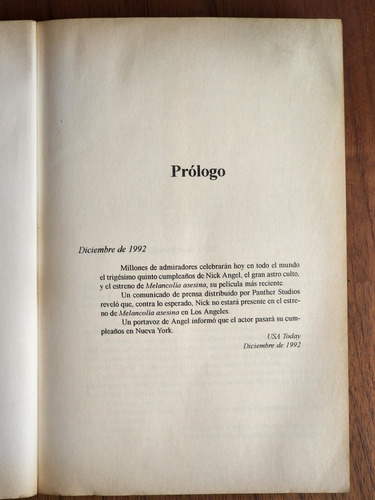 Prólogo
Diciembre de 1992
Millones de admiradores celebrarán hoy en todo el mundo
el trigésimo quinto cumpleaños de Nick Angel, el gran astro culto,
y el estreno de Melancolía asesina, su película más reciente.
Un comunicado de prensa distribuido por Panther Studios
reveló que, contra lo esperado, Nick no estará presente en el estre-
no de Melancolía asesina en Los Angeles.
Un portavoz de Angel informó que el actor pasará su cum-
pleaños en Nueva York.
USA Today
Diciembre de 1992